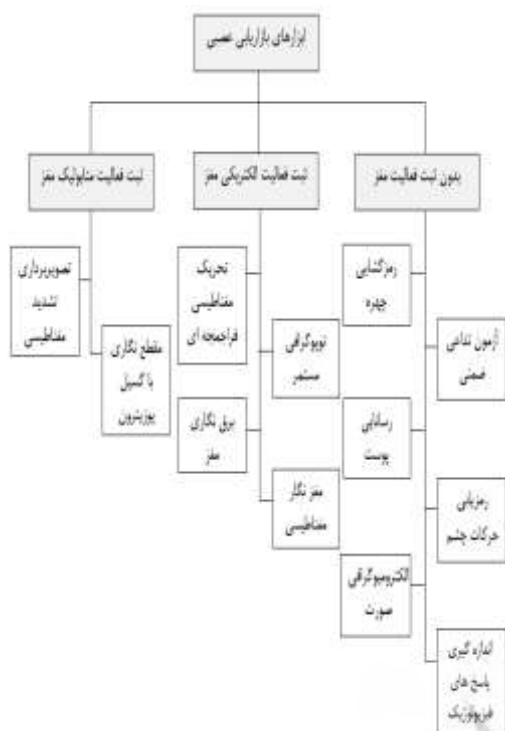 ابزارهای بازاریابی عصبی
بدون ثبت فعالیت مغز
ثبت فعالیت الکتریکی مغز
ثبت فعالیت متابولیک مغز
رمزگشایی
چهره
آزمون تداعی
ضمنی
رسانایی
پوست
رمزیابی
حرکات چشم
الکترومیوگرافی
صورت
اندازه گیری
پاسخ های
فیزیولوژیک
تحریک
مغناطیسی
فراجمجه ای
توپوگرافی
مستمر
برق نگاری
مغز
مغز نگار
مغناطیسی
تصویربرداری
تشدید
مغناطیسی
مقطع نگاری
با گسیل
پوزیترون